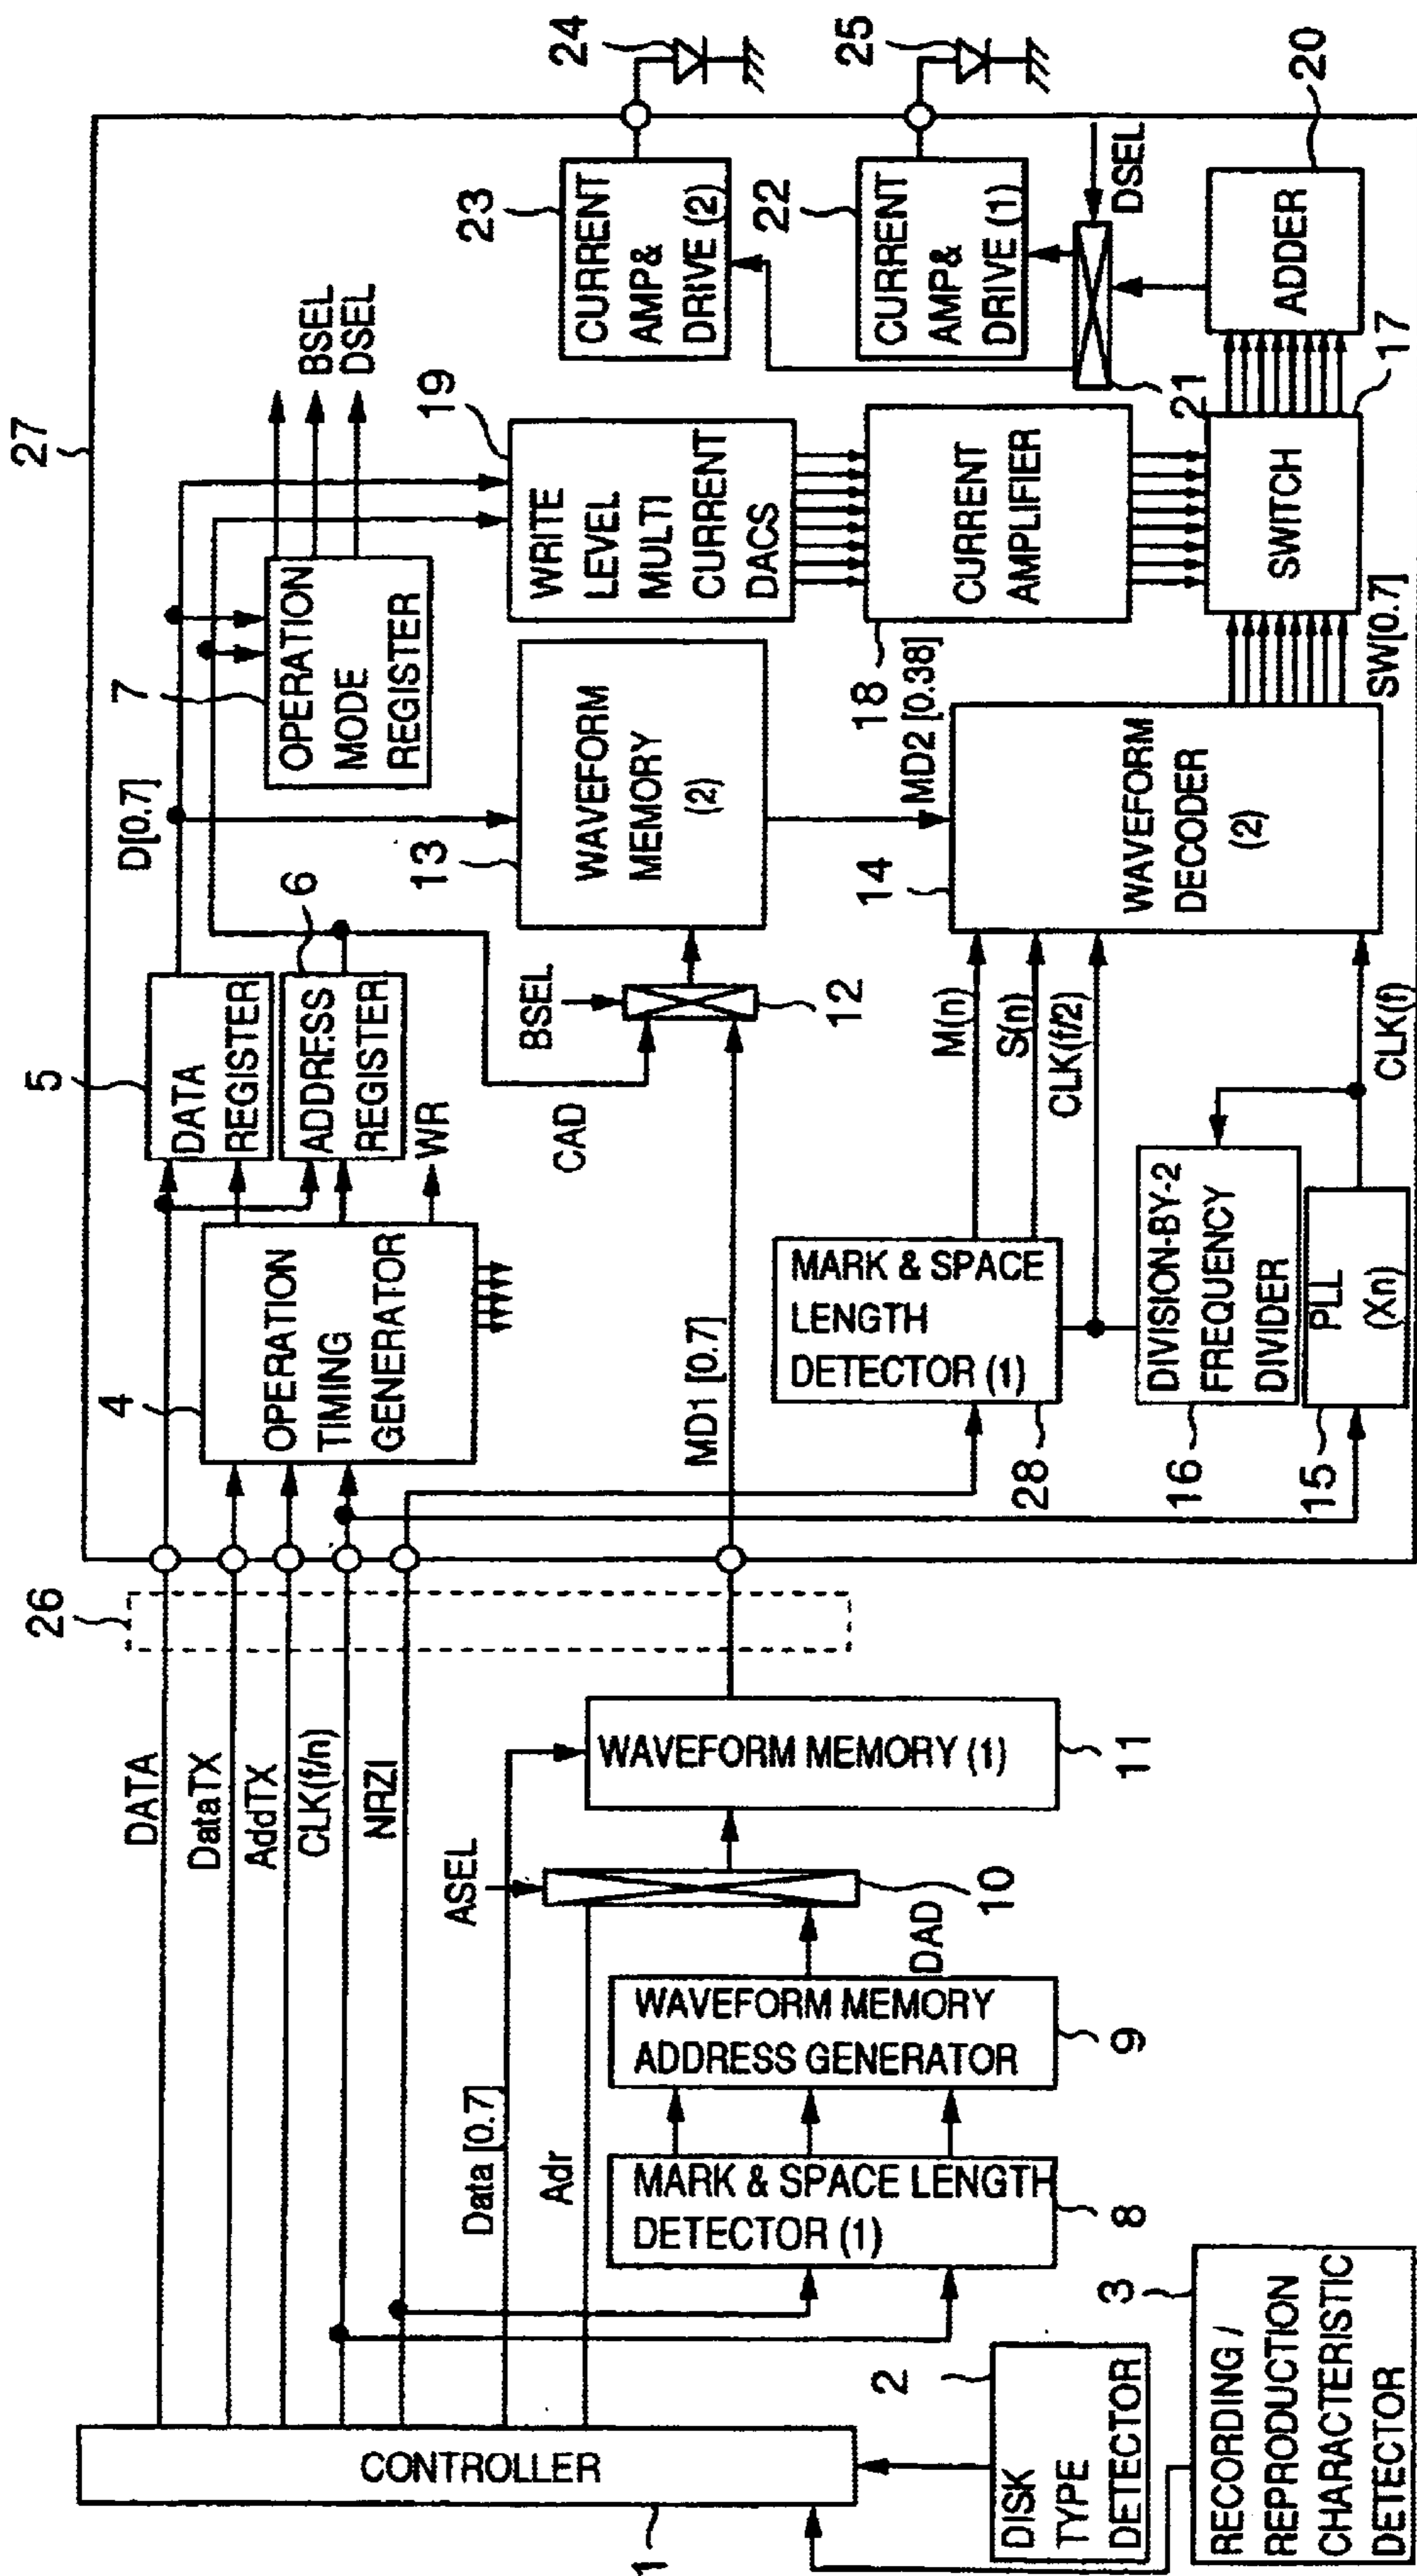 27
5
DATA
REGISTER
6
ADDRESS
REGISTER
4
OPERATION
TIMING
GENERATOR
WR
D[0.7]
7
OPERATION
MODE
REGISTER
BSEL
DSEL
26
DATA
DataTX
AddTX
CLK(f/n)
NRZI
CONTROLLER
1
Data [0.7]
Adr
ASEL
10
WAVEFORM MEMORY (1)
11
WAVEFORM MEMORY
ADDRESS GENERATOR
9
DAD
MARK & SPACE LENGTH
DETECTOR (1)
8
DISK
TYPE
DETECTOR
2
RECORDING /
REPRODUCTION
CHARACTERISTIC
DETECTOR
3
CAD
BSEL
12
MD1 [0.7]
13
WAVEFORM
MEMORY
(2)
19
WRITE
LEVEL
MULTI
CURRENT
DACS
18
CURRENT
AMPLIFIER
MD2 [0.38]
23
CURRENT
AMP&
DRIVE (2)
24
22
CURRENT
AMP&
DRIVE (1)
25
DSEL
21
ADDER
20
SWITCH
17
SW[0.7]
14
WAVEFORM
DECODER
(2)
MARK & SPACE
LENGTH
DETECTOR (1)
28
M(n)
S(n)
CLK(f/2)
DIVISION-BY-2
FREQUENCY
DIVIDER
16
PLL
(Xn)
15
CLK(f)